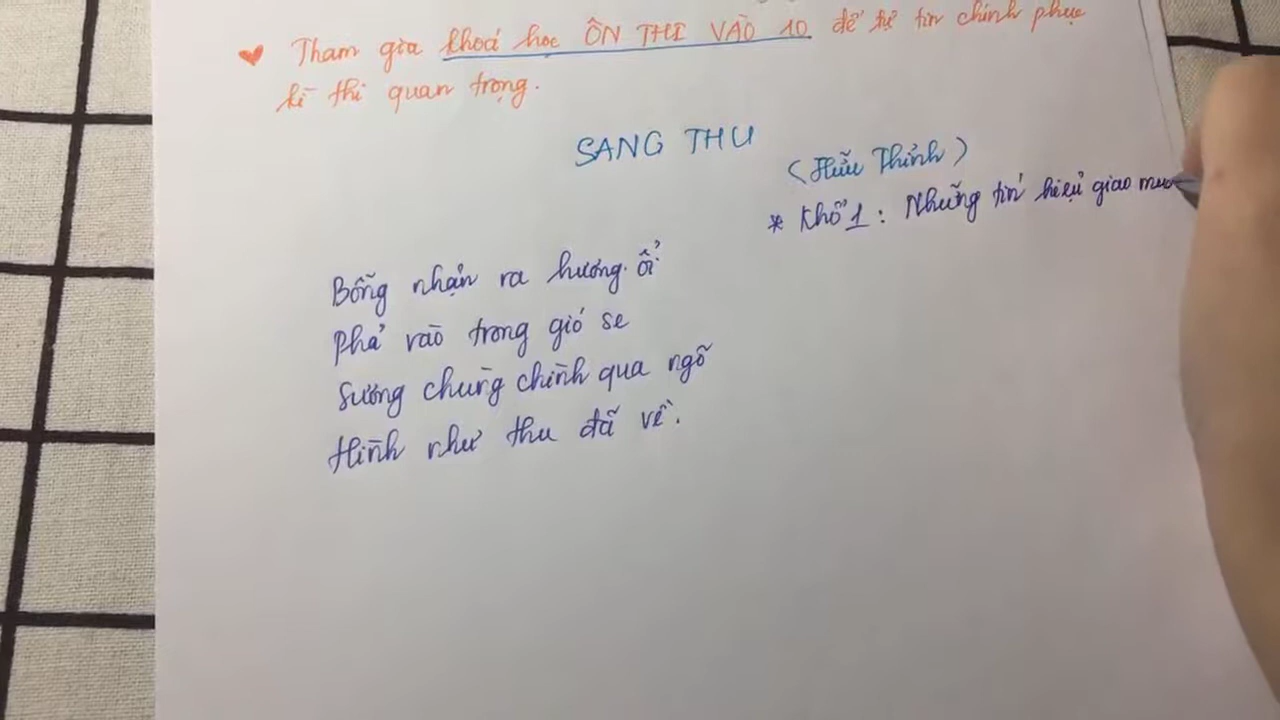 Tham gia khoá học ÔN THI VÀO 10 để tự tin chinh phục
kì thi quan trọng.
SANG THU
(Hữu Thỉnh)
* Khổ 1: Những tín hiệu giao mù
Bỗng nhận ra hương ổi
Phả vào trong gió se
Sương chùng chình qua ngõ
Hình như thu đã về.